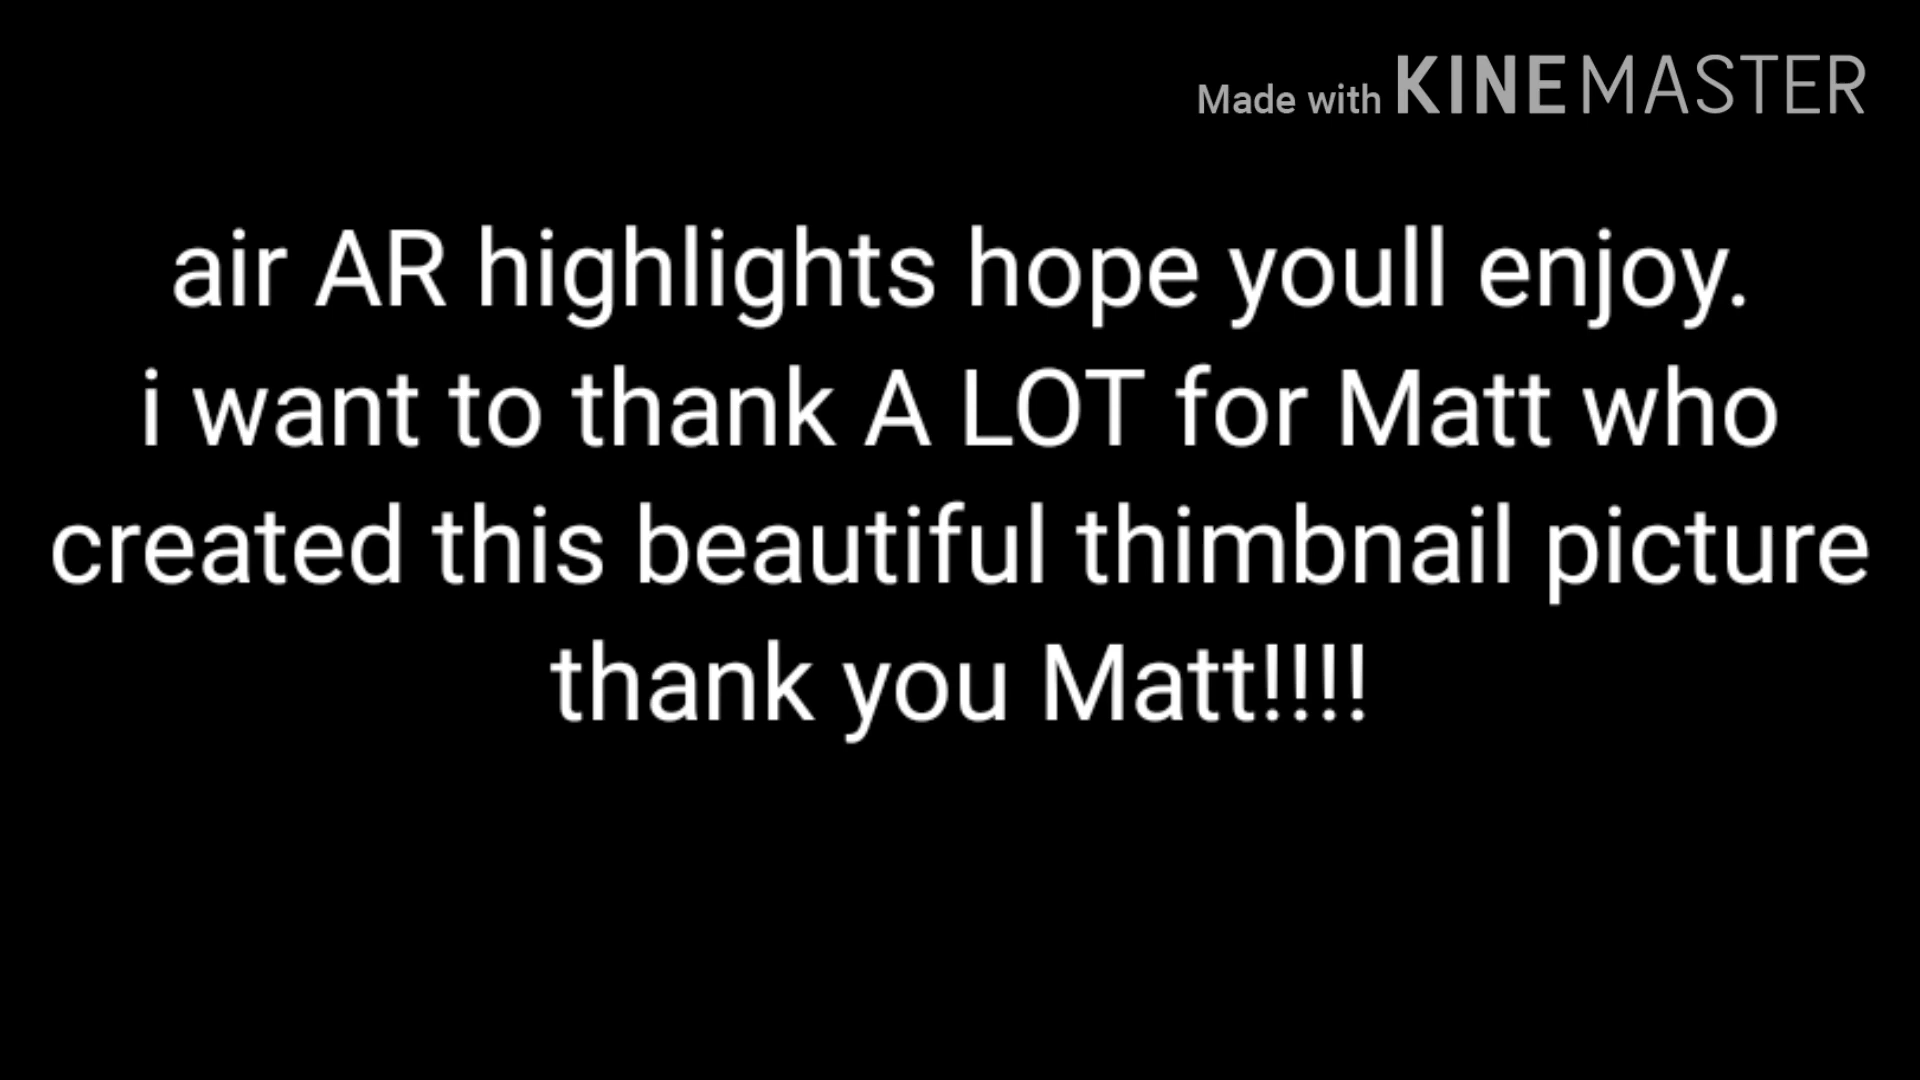 Made with KINEMASTER
air AR highlights hope youll enjoy.
i want to thank A LOT for Matt who
created this beautiful thimbnail picture
thank you Matt!!!!